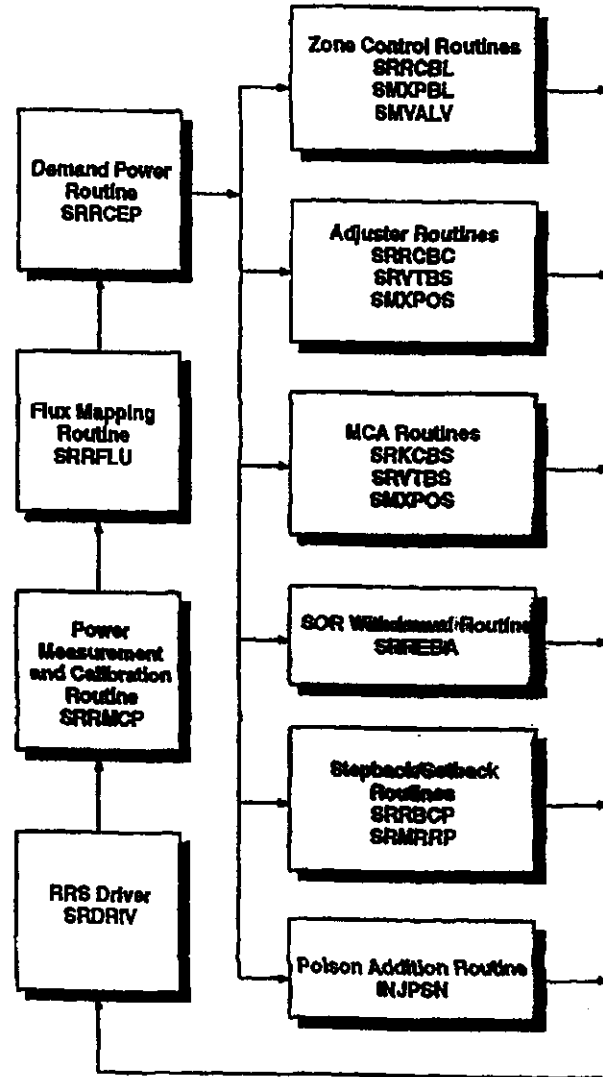 Zone Control Routines
SRRCBL
SMXPBL
SMVALV
Demand Power
Routine
SRRCEP
Adjuster Routines
SRRCBC
SRVTBS
SMXPOS
Flux Mapping
Routine
SRRFLU
MCA Routines
SRKCBS
SRVTBS
SMXPOS
Power
Measurement
and Calibration
Routine
SRRMCP
SOR Withdrawal Routine
SRREBA
Stepback/Setback
Routines
SRRBCP
SRMRRP
RRS Driver
SRDRIV
Poison Addition Routine
INJPSN